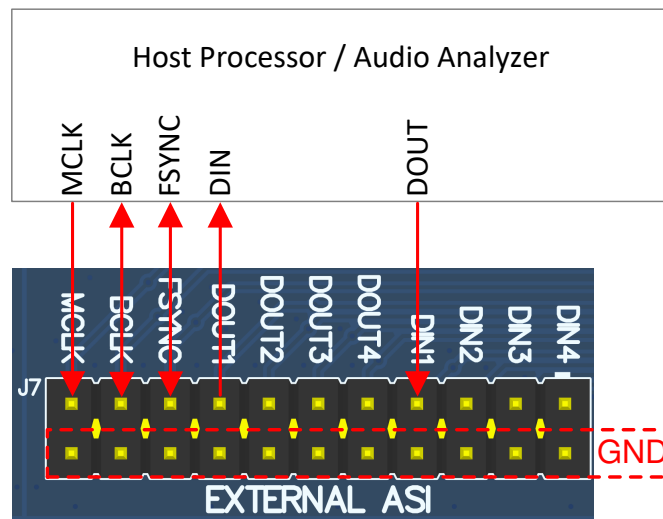 Host Processor / Audio Analyzer
MCLK
BCLK
FSYNC
DIN
DOUT
MCLK
BCLK
FSYNC
DOUT1
DOUT2
DOUT3
DOUT4
DIN1
DIN2
DIN3
DIN4
J7
GND
EXTERNAL ASI